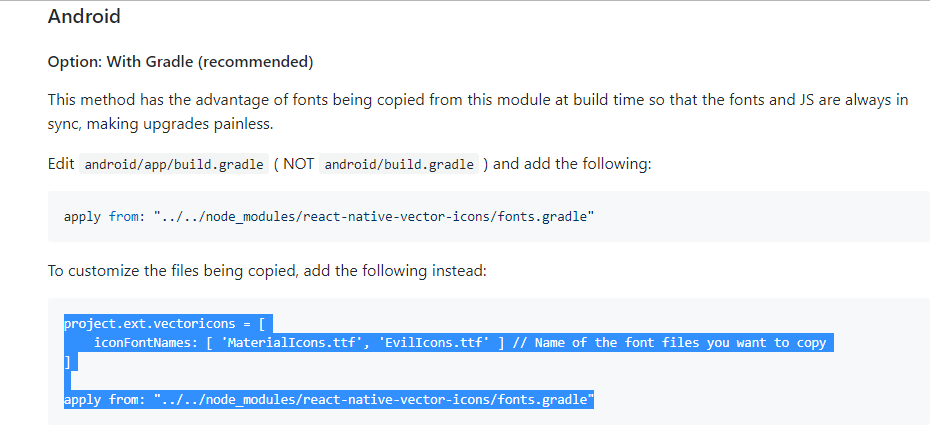 Android
Option: With Gradle (recommended)
This method has the advantage of fonts being copied from this module at build time so that the fonts and JS are always in
sync, making upgrades painless.
Edit android/app/build.gradle ( NOT android/build.gradle ) and add the following:
apply from: "../../node_modules/react-native-vector-icons/fonts.gradle"
To customize the files being copied, add the following instead:
project.ext.vectoricons = [
    iconFontNames: [ 'MaterialIcons.ttf', 'EvilIcons.ttf' ] // Name of the font files you want to copy
]
apply from: "../../node_modules/react-native-vector-icons/fonts.gradle"